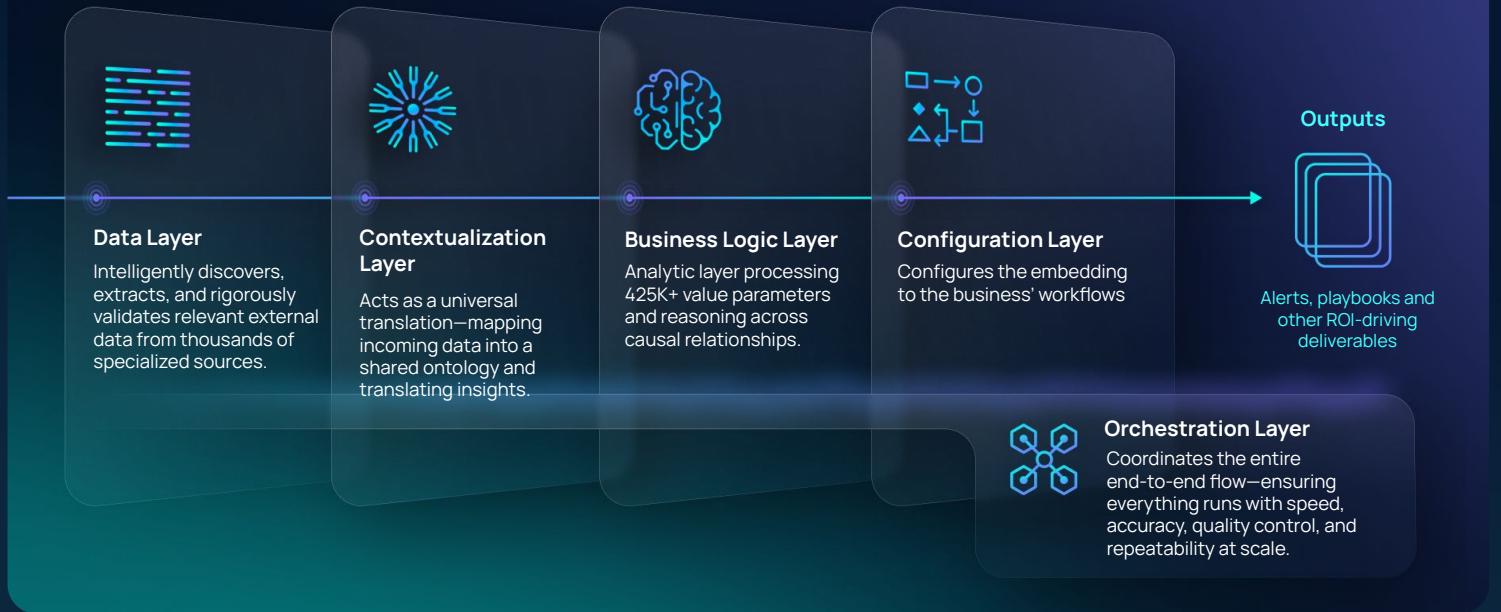 Outputs
Data Layer
Intelligently discovers,
extracts, and rigorously
validates relevant external
data from thousands of
specialized sources.
Contextualization
Layer
Acts as a universal
translation—mapping
incoming data into a
shared ontology and
translating insights.
Business Logic Layer
Analytic layer processing
425K+ value parameters
and reasoning across
causal relationships.
Configuration Layer
Configures the embedding
to the business’ workflows
Alerts, playbooks and
other ROI-driving
deliverables
Orchestration Layer
Coordinates the entire
end-to-end flow—ensuring
everything runs with speed,
accuracy, quality control, and
repeatability at scale.